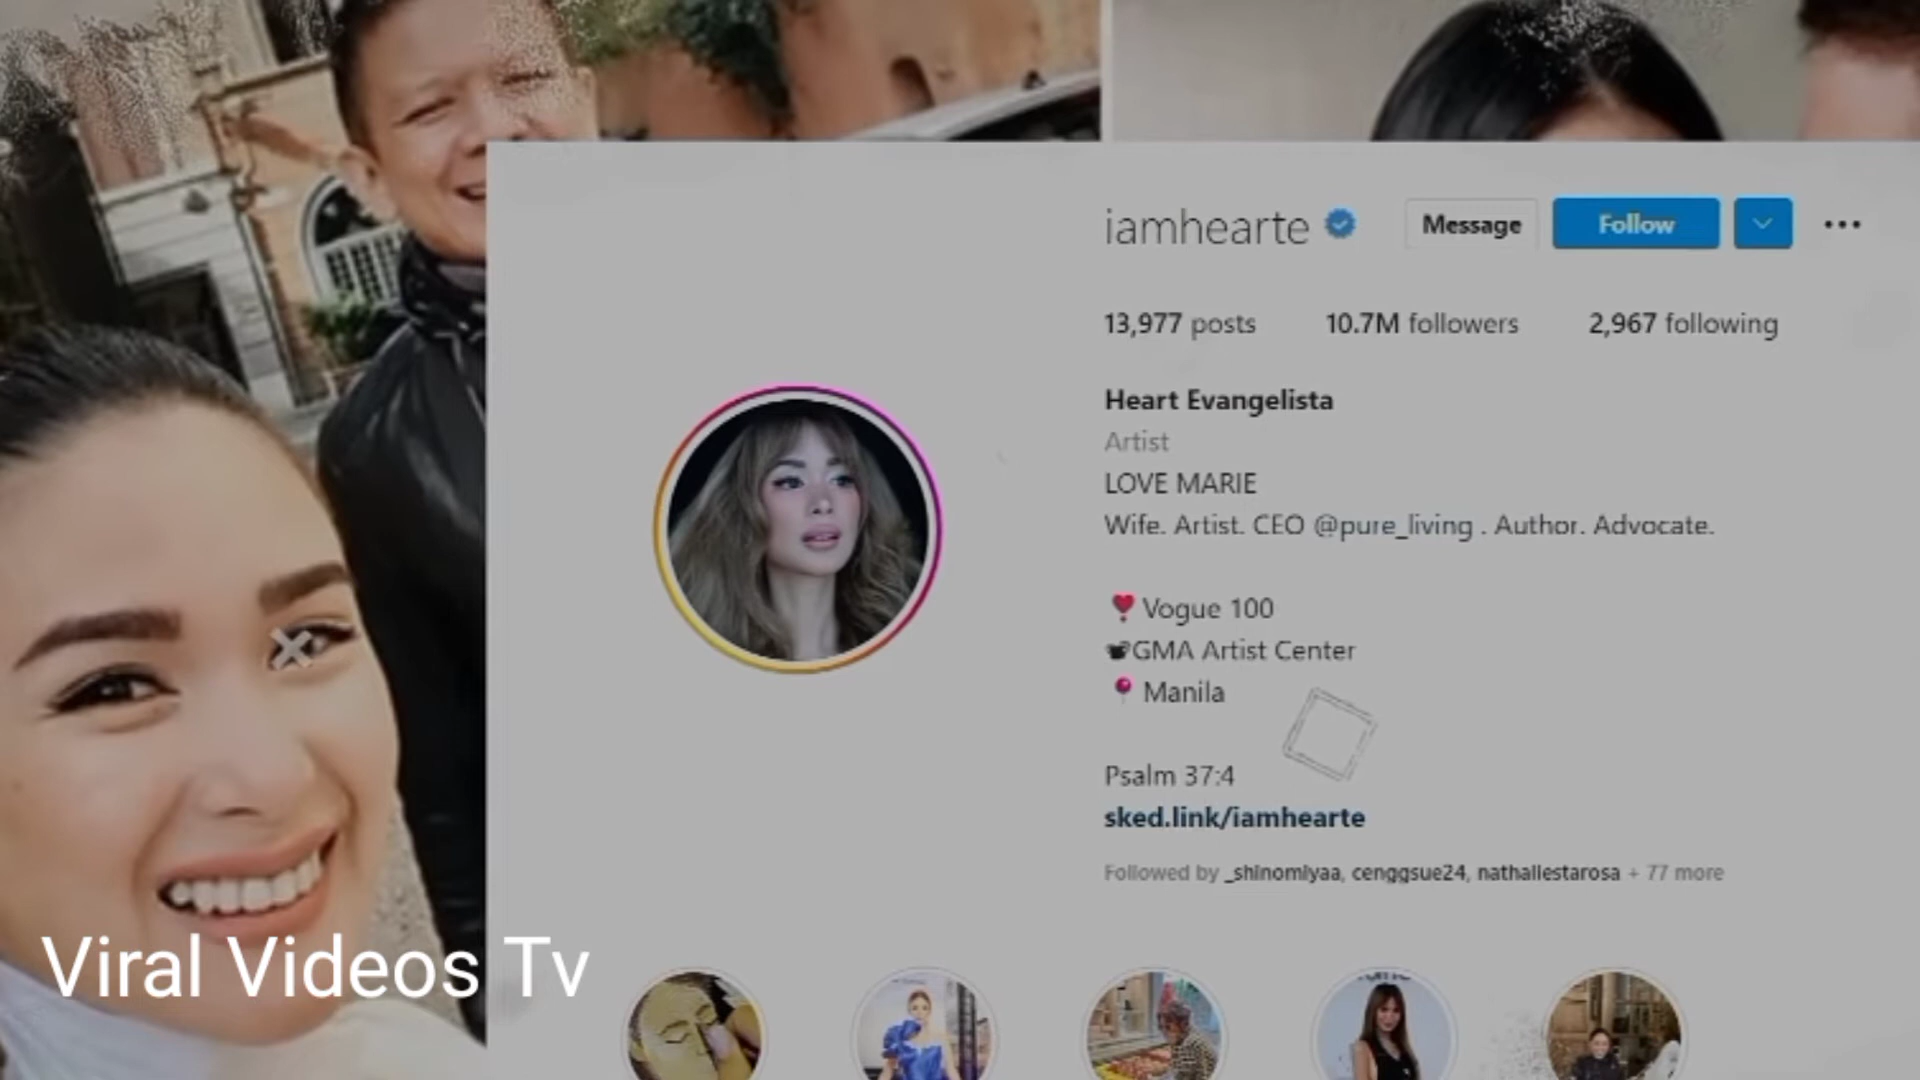 iamhearte Message Follow
13,977 posts 10.7M followers 2,967 following
Heart Evangelista
Artist
LOVE MARIE
Wife. Artist. CEO @pure_living . Author. Advocate.
❣️Vogue 100
📽GMA Artist Center
📍Manila
Psalm 37:4
sked.link/iamhearte
Followed by _shinomiyaa, cenggsue24, nathaliestarosa + 77 more
Viral Videos Tv